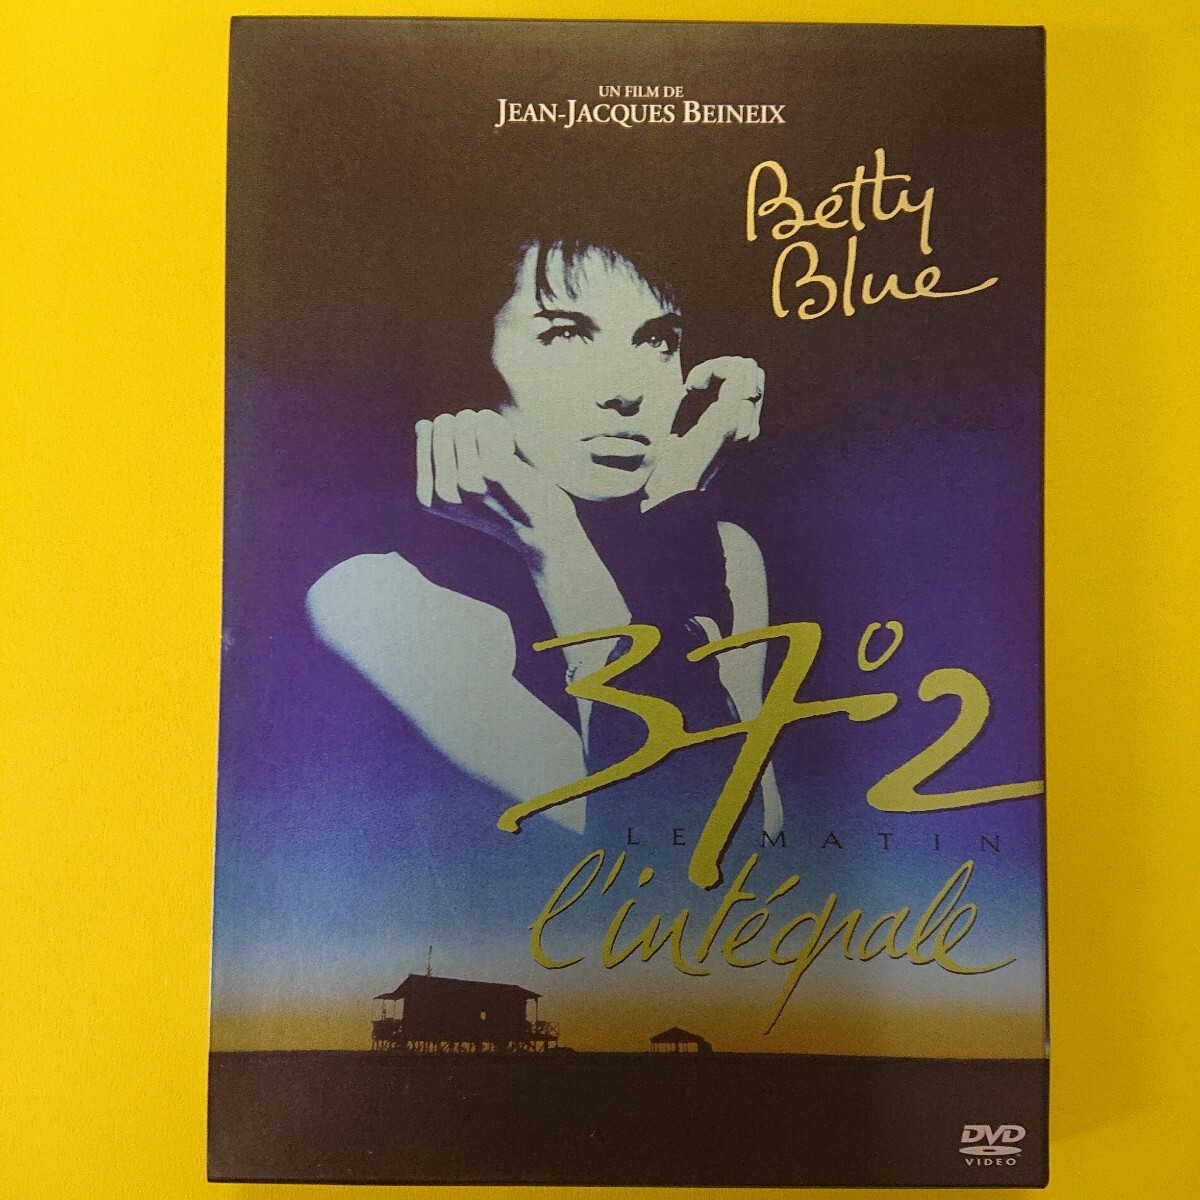 UN FILM DE
JEAN-JACQUES BEINEIX
Betty
Blue
37°2
LE MATIN
l'intégrale
DVD
VIDEO